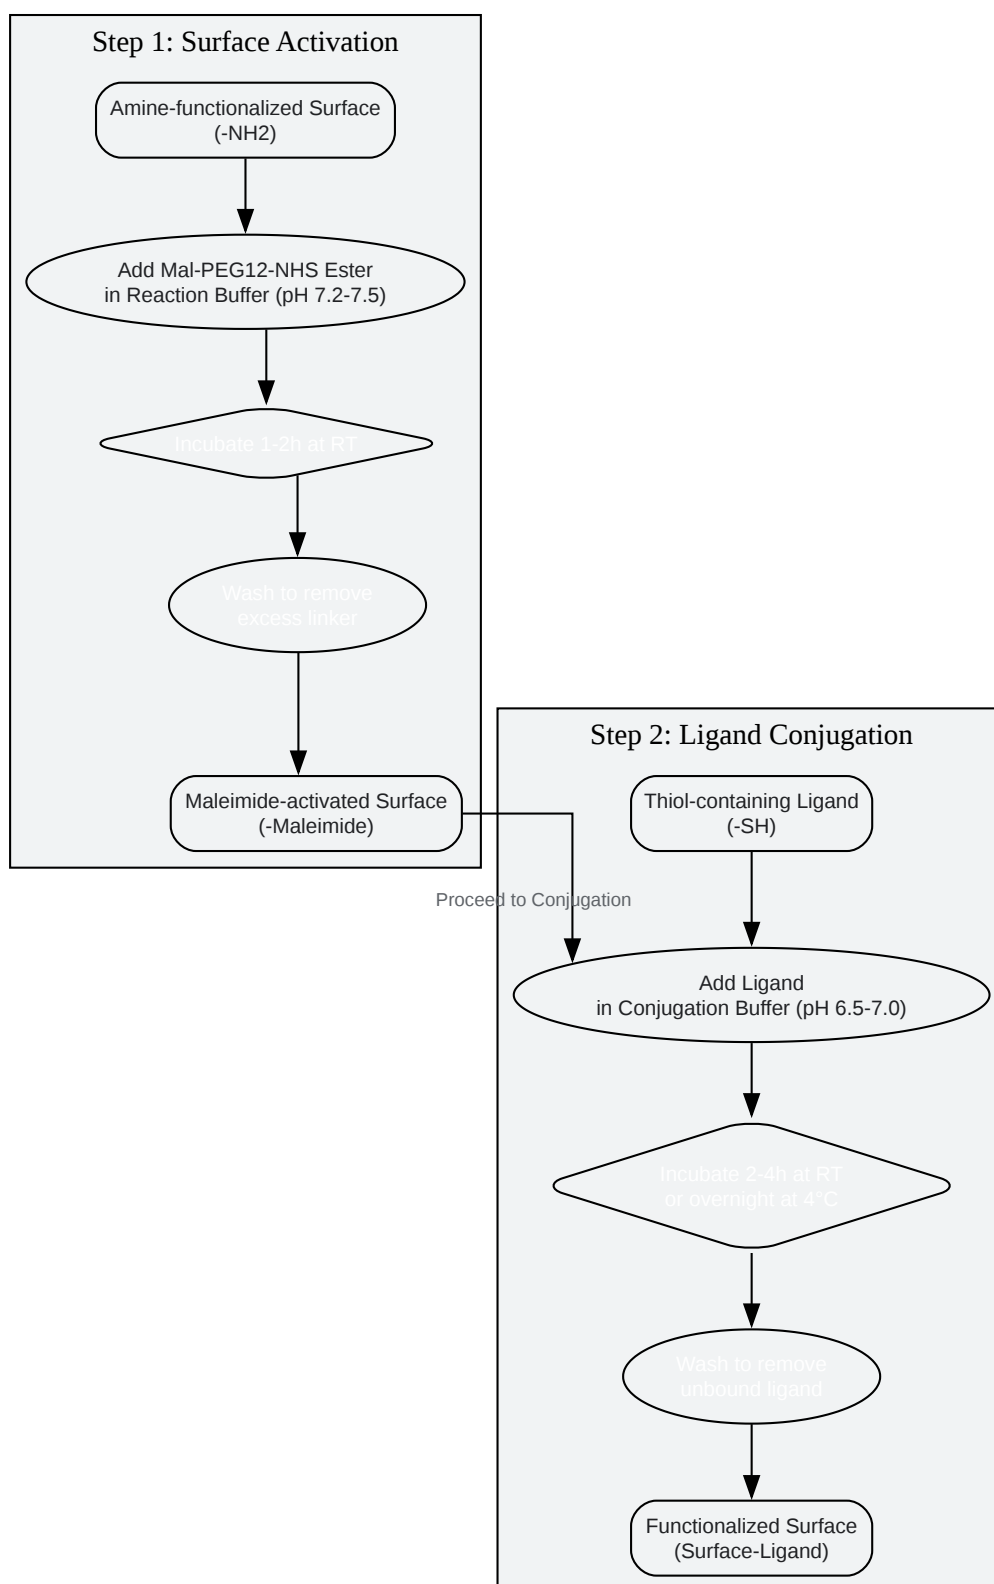 Step 1: Surface Activation
Amine-functionalized Surface
(-NH2)
Add Mal-PEG12-NHS Ester
in Reaction Buffer (pH 7.2-7.5)
Incubate 1-2h at RT
Wash to remove
excess linker
Maleimide-activated Surface
(-Maleimide)
Proceed to Conjugation
Step 2: Ligand Conjugation
Thiol-containing Ligand
(-SH)
Add Ligand
in Conjugation Buffer (pH 6.5-7.0)
Incubate 2-4h at RT
or overnight at 4°C
Wash to remove
unbound ligand
Functionalized Surface
(Surface-Ligand)